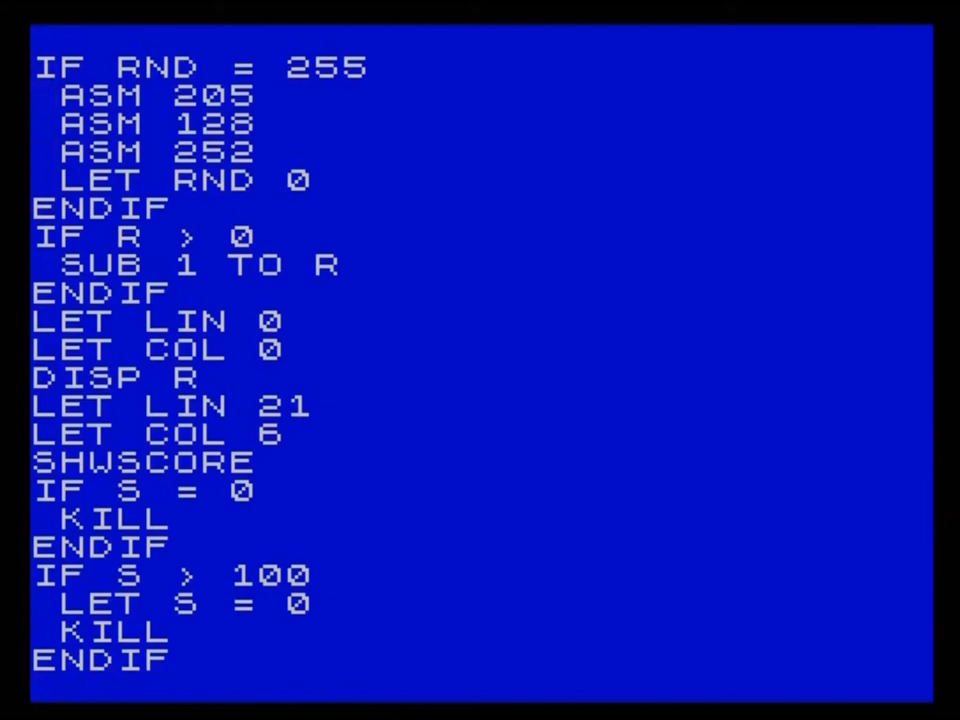 IF RND = 255
 ASM 205
 ASM 128
 ASM 252
 LET RND 0
ENDIF
IF R > 0
 SUB 1 TO R
ENDIF
LET LIN 0
LET COL 0
DISP R
LET LIN 21
LET COL 6
SHWSCORE
IF S = 0
 KILL
ENDIF
IF S > 100
 LET S = 0
 KILL
ENDIF